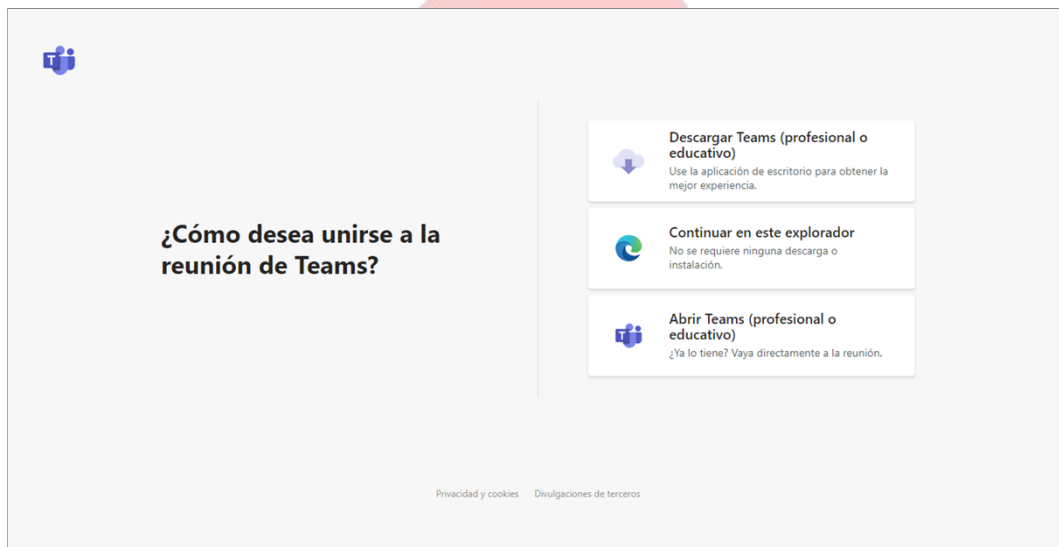 ¿Cómo desea unirse a la
reunión de Teams?
Descargar Teams (profesional o
educativo)
Use la aplicación de escritorio para obtener la
mejor experiencia.
Continuar en este explorador
No se requiere ninguna descarga o
instalación.
Abrir Teams (profesional o
educativo)
¿Ya lo tiene? Vaya directamente a la reunión.
Privacidad y cookies
Divulgaciones de terceros